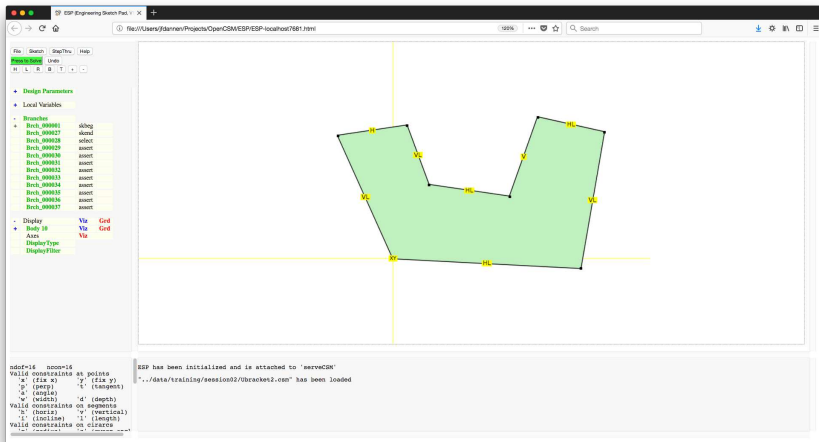 ESP (Engineering Sketch Pad, V
file:///Users/jfdannen/Projects/OpenCSM/ESP/ESP-localhost7681.html
120%
Search
File Sketch StepThru Help
Press to Solve Undo
H L R B T + -
+ Design Parameters
+ Local Variables
- Branches
+ Brch_000001 skbeg
Brch_000027 skend
Brch_000028 select
Brch_000029 assert
Brch_000030 assert
Brch_000031 assert
Brch_000032 assert
Brch_000033 assert
Brch_000034 assert
Brch_000035 assert
Brch_000036 assert
Brch_000037 assert
- Display Viz Grd
+ Body 10 Viz Grd
Axes Viz
DisplayType
DisplayFilter
H
HL
VL
V
HL
VL
VL
XY
HL
ndof=16 ncon=16
Valid constraints at points
'x' (fix x) 'y' (fix y)
'p' (perp) 't' (tangent)
'a' (angle)
'w' (width) 'd' (depth)
Valid constraints on segments
'h' (horiz) 'v' (vertical)
'i' (incline) 'l' (length)
Valid constraints on cirarcs
ESP has been initialized and is attached to 'serveCSM'
"../data/training/session02/Ubracket2.csm" has been loaded